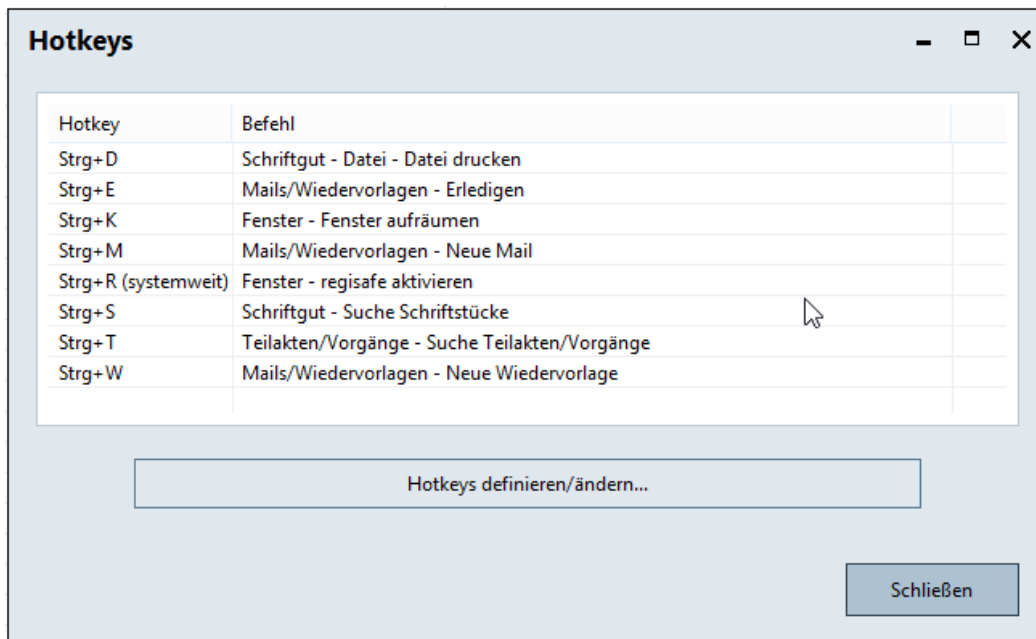 Hotkeys
Hotkey Befehl
Strg+D Schriftgut - Datei - Datei drucken
Strg+E Mails/Wiedervorlagen - Erledigen
Strg+K Fenster - Fenster aufräumen
Strg+M Mails/Wiedervorlagen - Neue Mail
Strg+R (systemweit) Fenster - regisafe aktivieren
Strg+S Schriftgut - Suche Schriftstücke
Strg+T Teilakten/Vorgänge - Suche Teilakten/Vorgänge
Strg+W Mails/Wiedervorlagen - Neue Wiedervorlage
Hotkeys definieren/ändern...
Schließen